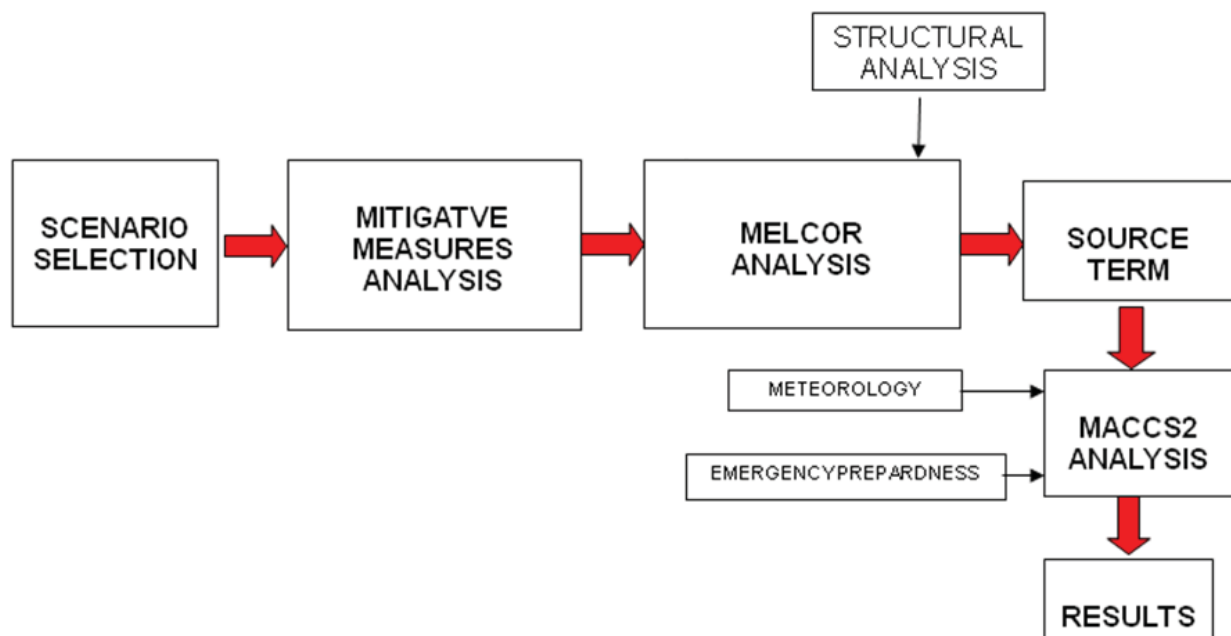 STRUCTURAL
ANALYSIS
SCENARIO
SELECTION
MITIGATVE
MEASURES
ANALYSIS
MELCOR
ANALYSIS
SOURCE
TERM
METEOROLOGY
EMERGENCYPREPARDNESS
MACCS2
ANALYSIS
RESULTS